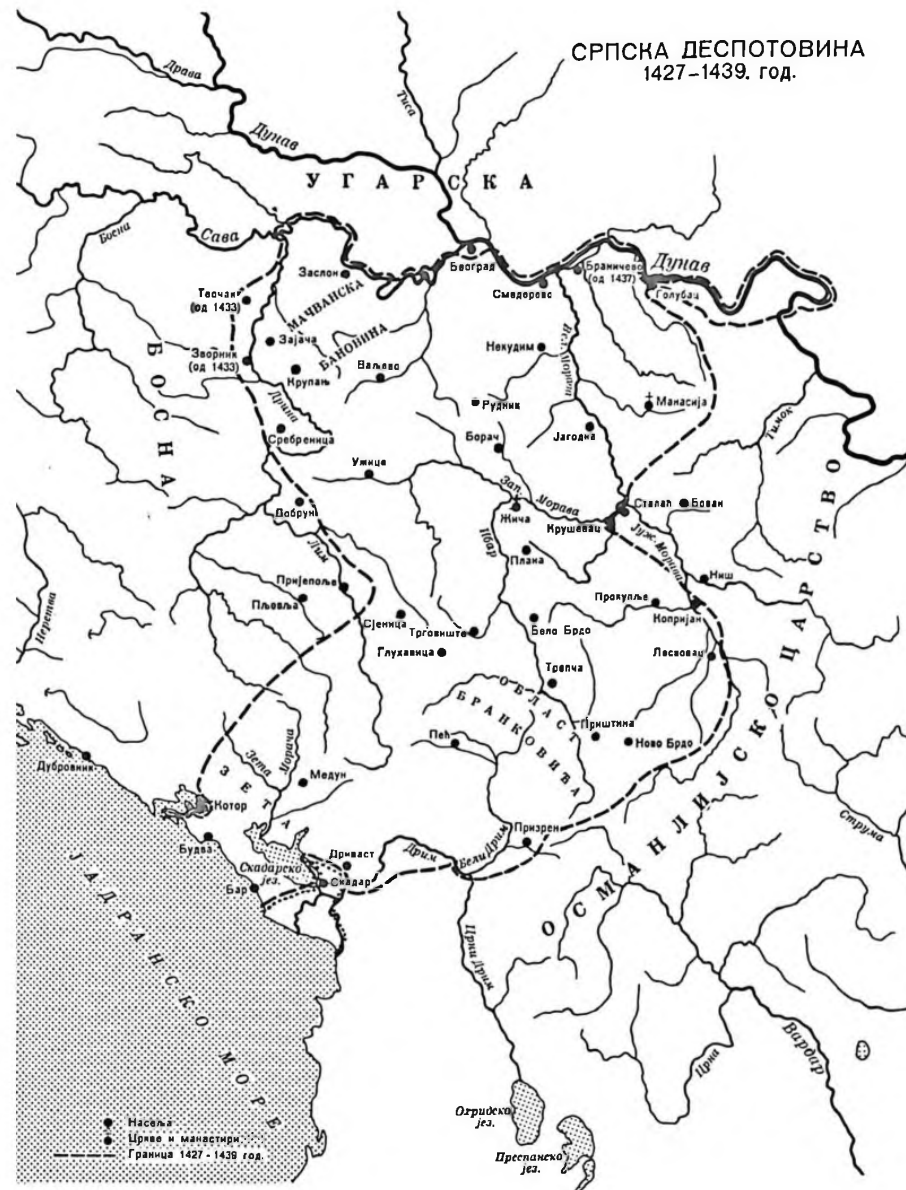 СРПСКА ДЕСПОТОВИНА
1427-1439. год.
Драва
Тиса
Дунав
УГАРСКА
Босна
Сава
Заслон
Београд
Смедерево
Браничево
(од 1437)
Дунав
Голубац
Теочак
(од 1433)
МАЧВАНСКА
БАНОВИНА
Зајача
Зворник
(од 1433)
Крупањ
Ваљево
Некудим
Вел. Морава
Рудник
Манасија
БОСНА
Дрина
Сребреница
Борач
Јагодна
Тимок
Ужице
Зап. Морава
Сталаћ
Бован
Добрун
Жича
Крушевац
Јуж. Морава
Лим
Ибар
Плана
Ниш
Пријепоље
Пљевља
Прокупље
Копријан
Неретва
Сјеница
Трговиште
Бело Брдо
Глухавица
Лесковац
Трепча
ОБЛАСТ
БРАНКОВИЋА
Приштина
Ново Брдо
Пећ
ОСМАНЛИЈСКО ЦАРСТВО
Дубровник
Зета
Морача
Медун
ЗЕТА
Котор
Будва
Призрен
Струма
Скадарско
јез.
Дриваст
Дрим
Бели Дрим
Бар
Скадар
ЈАДРАНСКО МОРЕ
Црни Дрим
Црна
Вардар
Охридско
јез.
Преспанско
јез.
Насеља
Цркве и манастири
Граница 1427-1439 год.